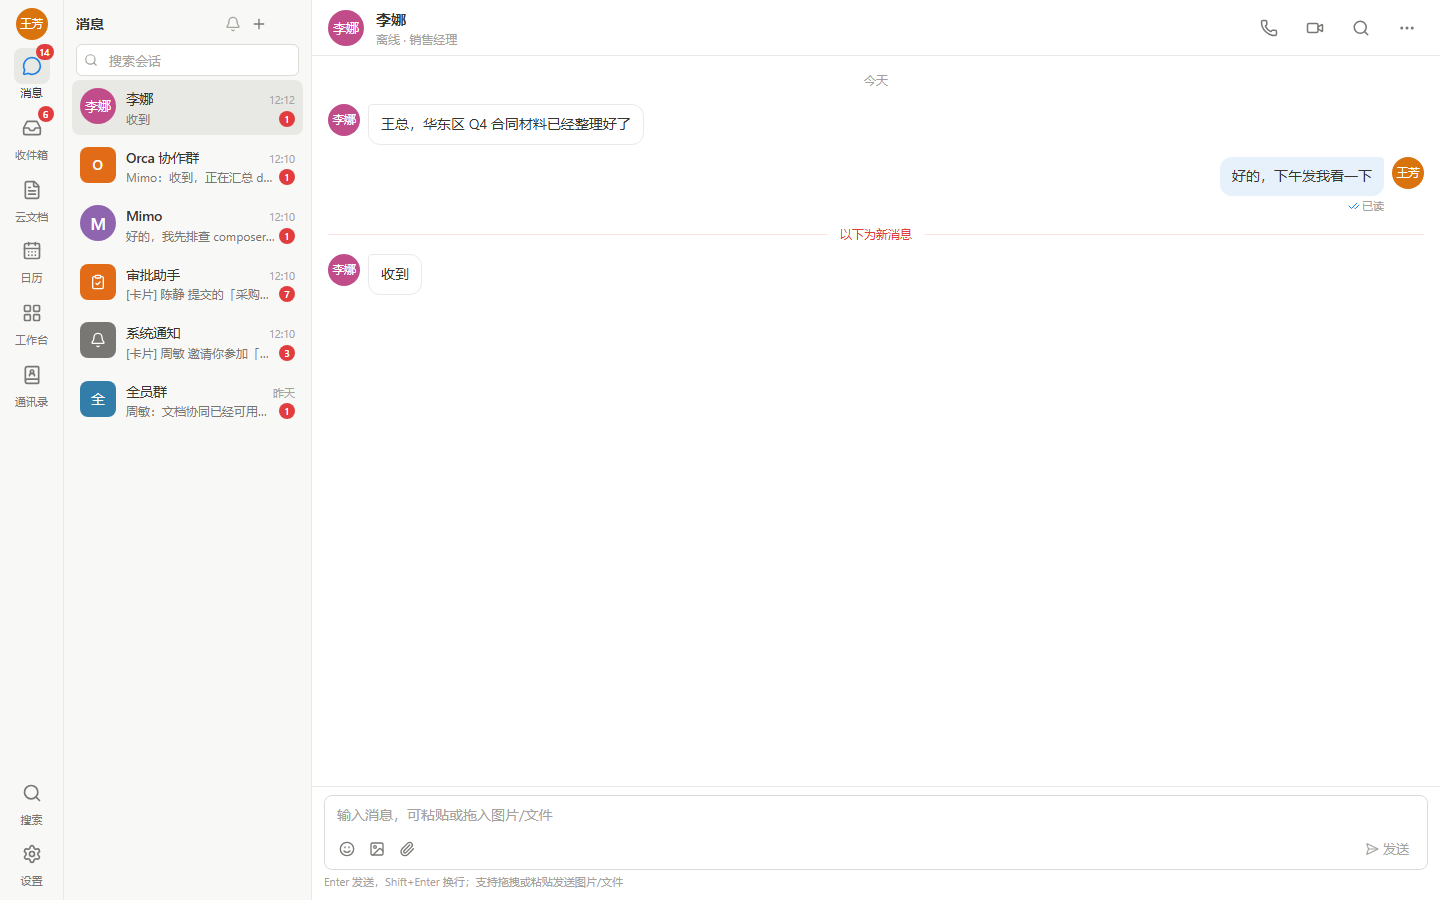 王芳
14
消息
6
收件箱
云文档
日历
工作台
通讯录
搜索
设置
消息
搜索会话
李娜
李娜
12:12
收到
1
O
Orca 协作群
12:10
Mimo：收到，正在汇总 d...
1
M
Mimo
12:10
好的，我先排查 composer...
1
审批助手
12:10
[卡片] 陈静 提交的「采购...
7
系统通知
12:10
[卡片] 周敏 邀请你参加「...
3
全
全员群
昨天
周敏：文档协同已经可用...
1
李娜
李娜
离线 · 销售经理
今天
李娜
王总，华东区 Q4 合同材料已经整理好了
好的，下午发我看一下
王芳
已读
以下为新消息
李娜
收到
输入消息，可粘贴或拖入图片/文件
发送
Enter 发送，Shift+Enter 换行；支持拖拽或粘贴发送图片/文件